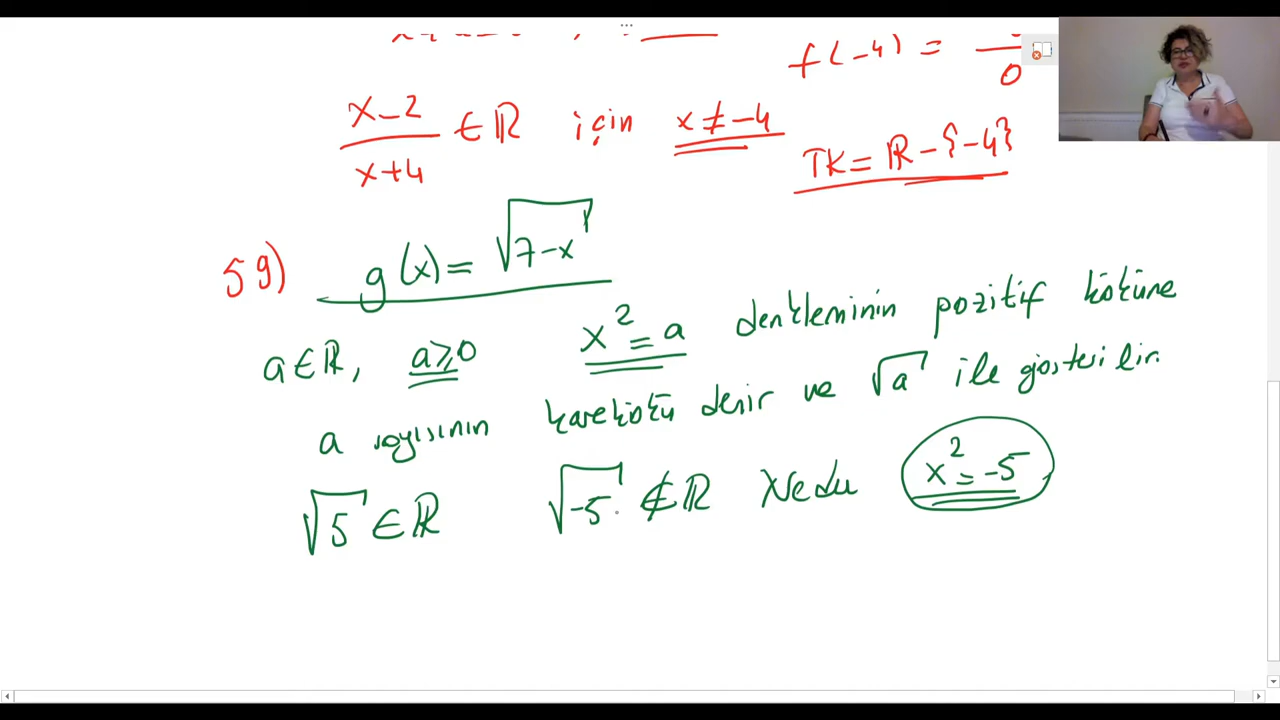 f(-4) = 
0
x-2
x+4
∈ ℝ için x ≠ -4
TK = ℝ - {-4}
59) g(x) = √7-x
a ∈ ℝ, a ≥ 0 x² = a denkleminin pozitif köküne
a sayısının karekökü denir ve √a ile gösterilir.
√5 ∈ ℝ √-5 ∉ ℝ Neden x² = -5